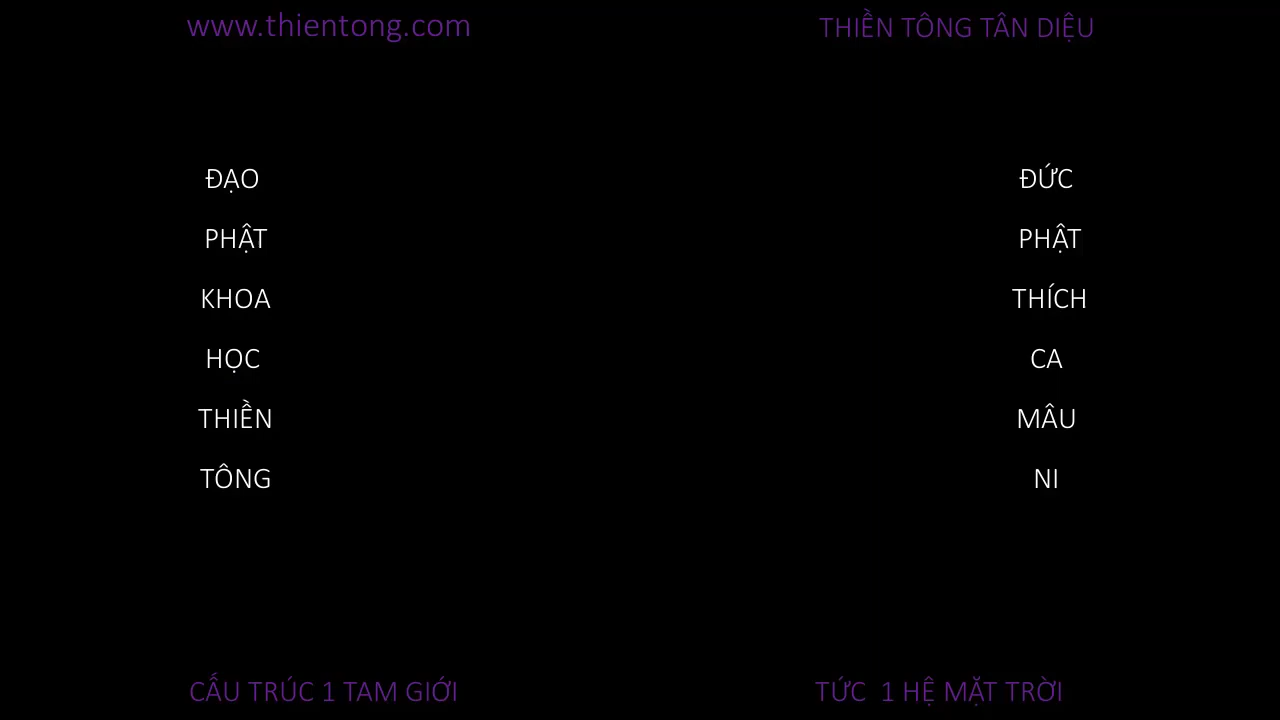 www.thientong.com
THIỀN TÔNG TÂN DIỆU
ĐẠO
PHẬT
KHOA
HỌC
THIỀN
TÔNG
ĐỨC
PHẬT
THÍCH
CA
MÂU
NI
CẤU TRÚC 1 TAM GIỚI
TỨC 1 HỆ MẶT TRỜI